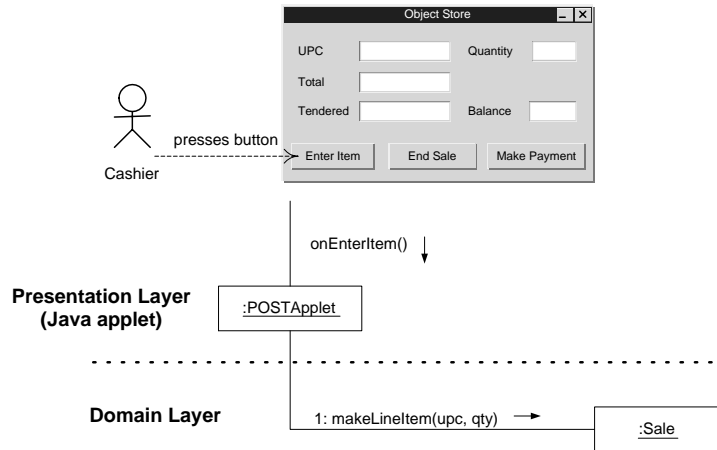 Object Store
UPC
Quantity
Total
Tendered
Balance
presses button
Enter Item
End Sale
Make Payment
Cashier
onEnterItem()
Presentation Layer
(Java applet)
:POSTApplet
Domain Layer
1: makeLineItem(upc, qty)
:Sale